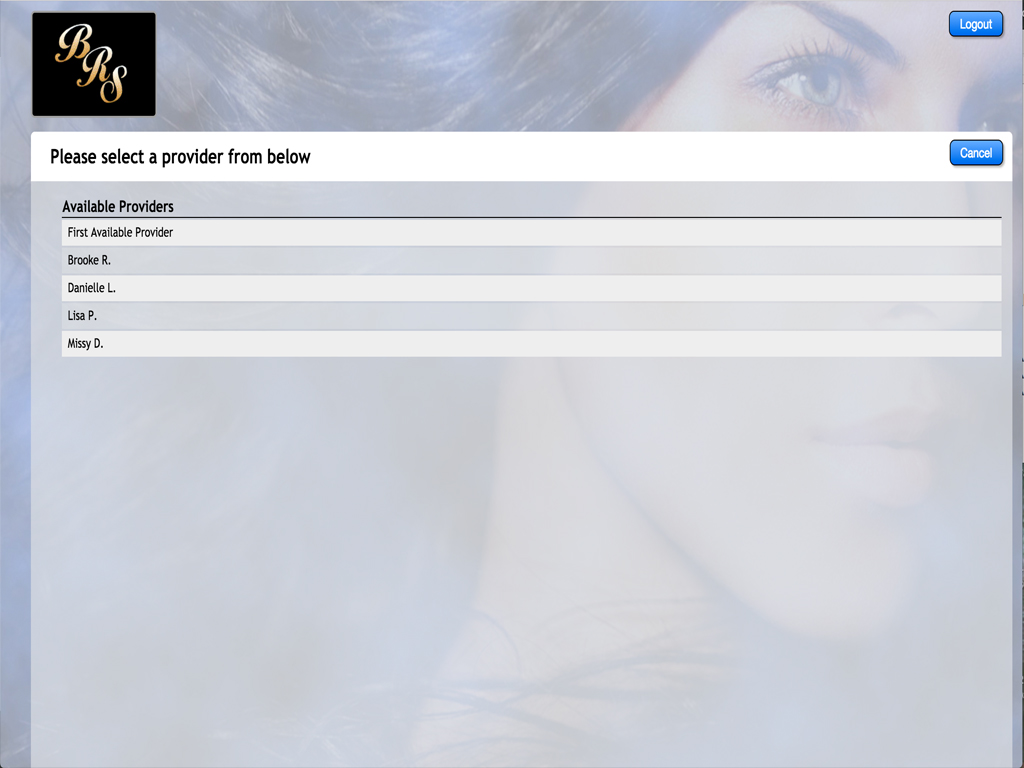 BRS
Logout
Please select a provider from below
Cancel
Available Providers
First Available Provider
Brooke R.
Danielle L.
Lisa P.
Missy D.